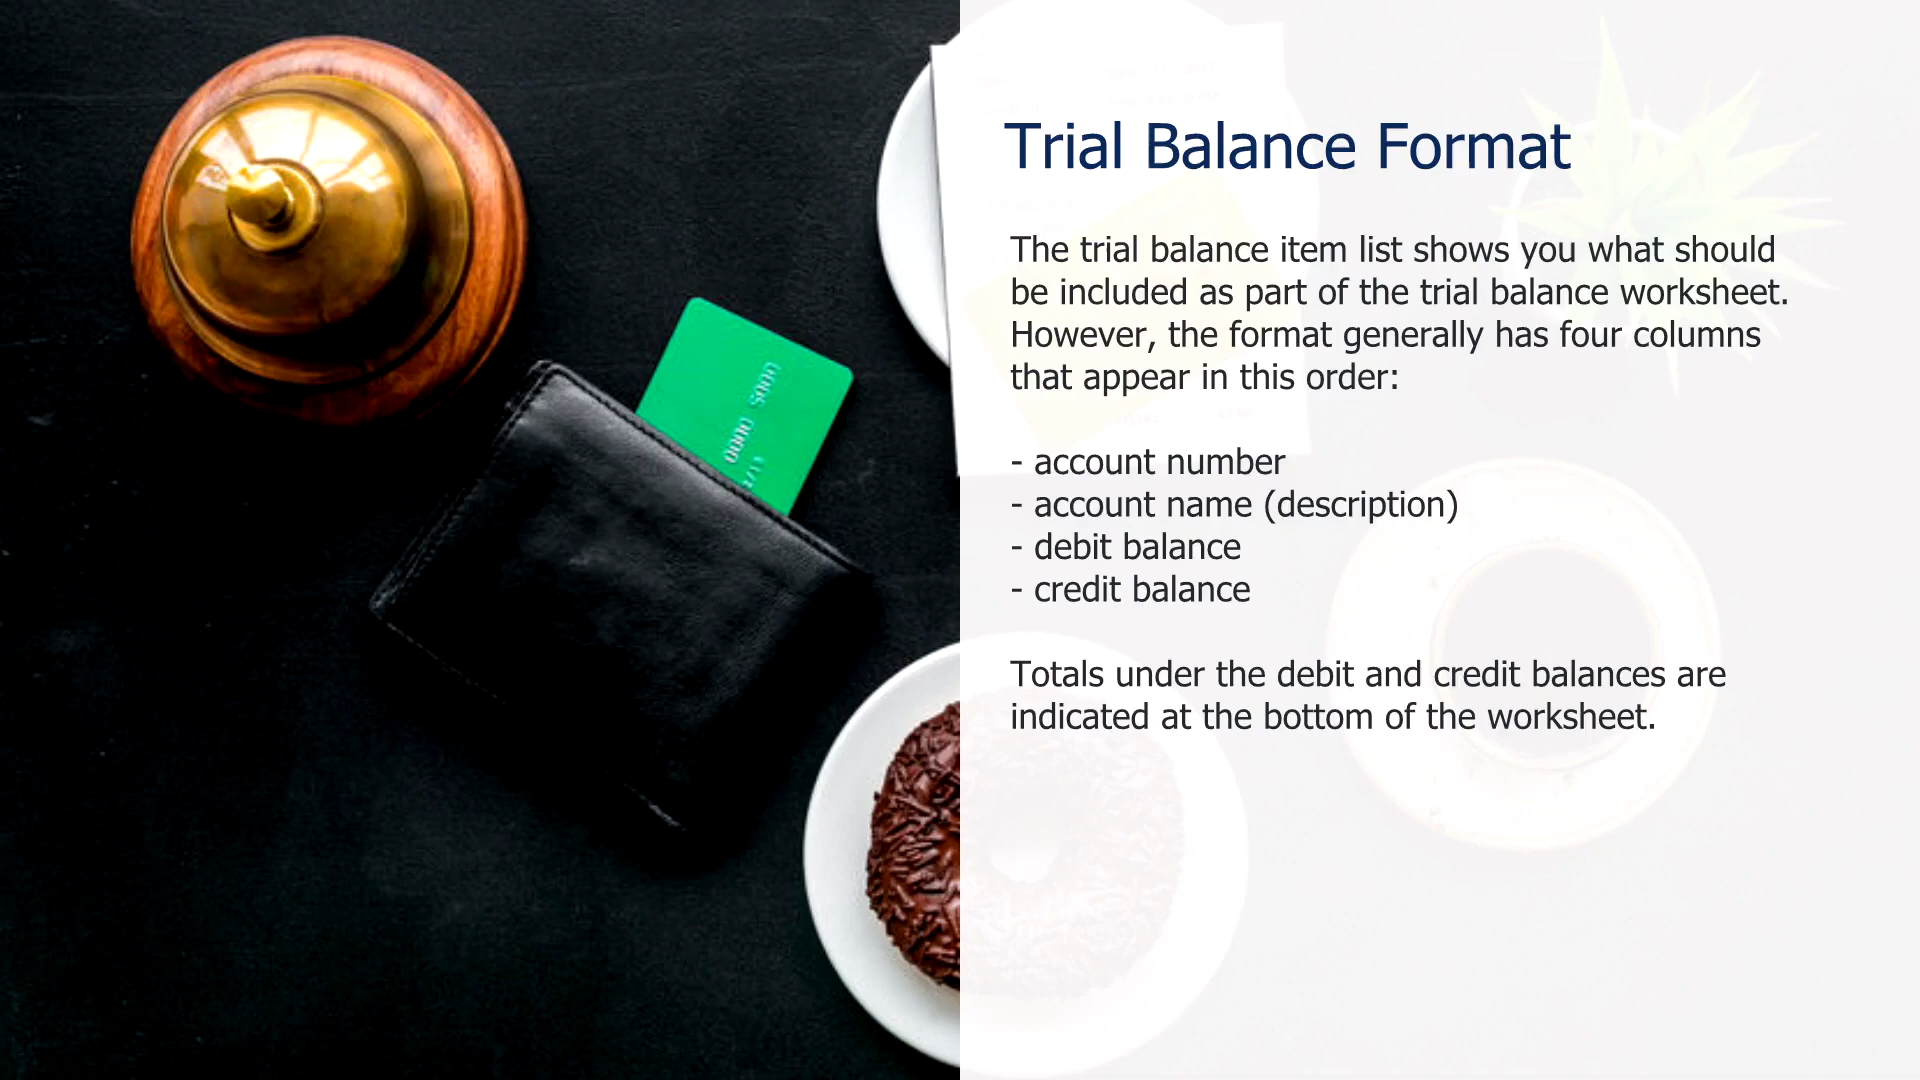 Trial Balance Format
The trial balance item list shows you what should
be included as part of the trial balance worksheet.
However, the format generally has four columns
that appear in this order:
- account number
- account name (description)
- debit balance
- credit balance
Totals under the debit and credit balances are
indicated at the bottom of the worksheet.
0000 5000